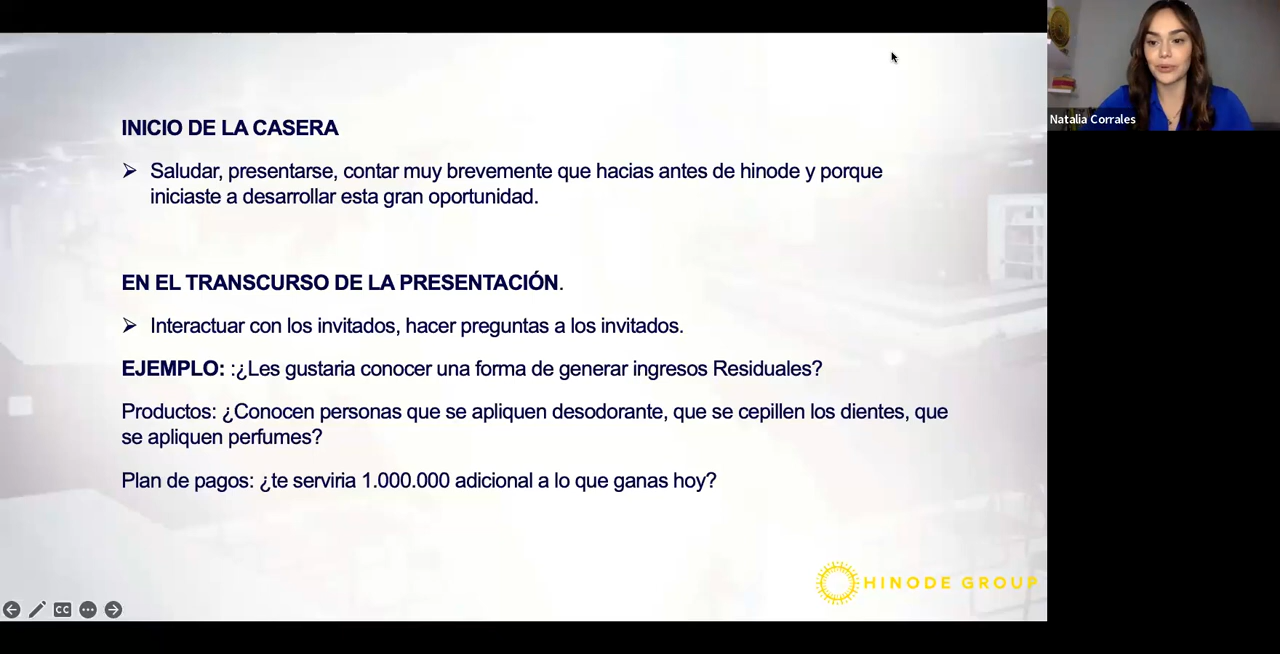 Natalia Corrales
INICIO DE LA CASERA
➢ Saludar, presentarse, contar muy brevemente que hacias antes de hinode y porque
iniciaste a desarrollar esta gran oportunidad.
EN EL TRANSCURSO DE LA PRESENTACIÓN.
➢ Interactuar con los invitados, hacer preguntas a los invitados.
EJEMPLO: :¿Les gustaria conocer una forma de generar ingresos Residuales?
Productos: ¿Conocen personas que se apliquen desodorante, que se cepillen los dientes, que
se apliquen perfumes?
Plan de pagos: ¿te serviria 1.000.000 adicional a lo que ganas hoy?
HINODE GROUP
CC